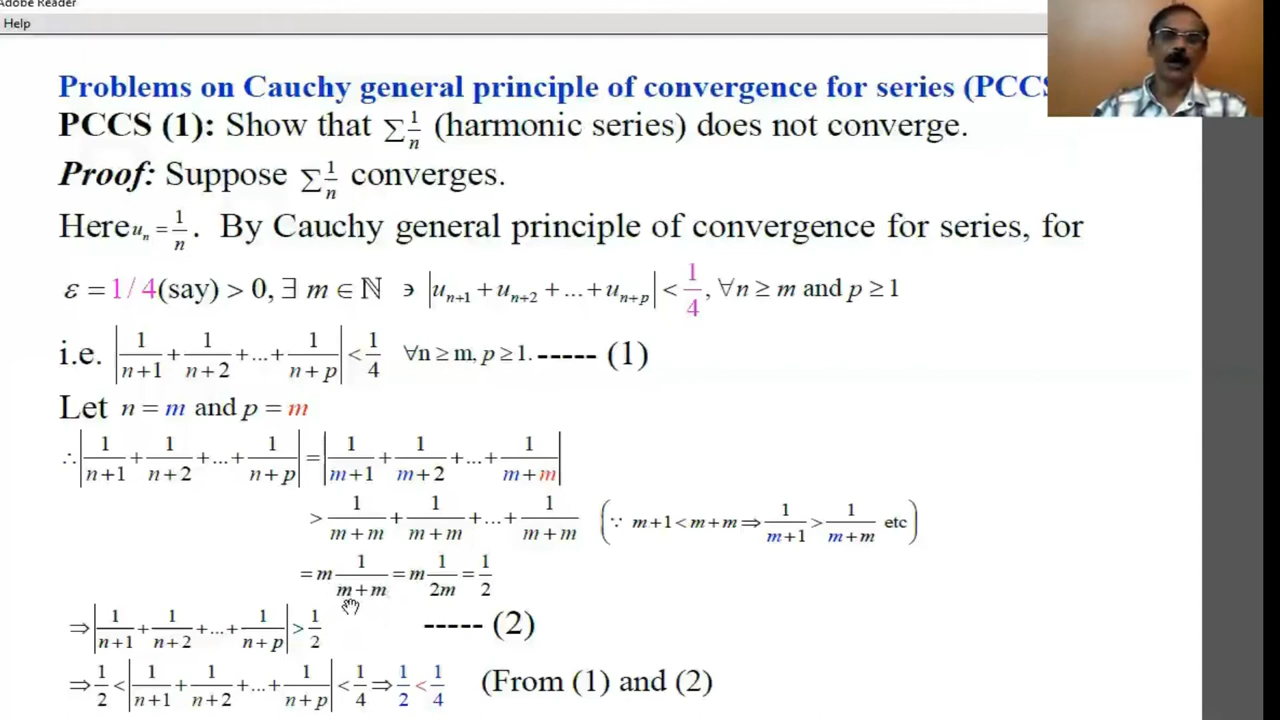 Adobe Reader
Help
Problems on Cauchy general principle of convergence for series (PCCS
PCCS (1): Show that ∑ 1/n (harmonic series) does not converge.
Proof: Suppose ∑ 1/n converges.
Here uₙ = 1/n . By Cauchy general principle of convergence for series, for
ε = 1/4(say) > 0, ∃ m ∈ ℕ ∋ |uₙ₊₁ + uₙ₊₂ + ... + uₙ₊ₚ| < 1/4, ∀n ≥ m and p ≥ 1
i.e. |1/(n+1) + 1/(n+2) + ... + 1/(n+p)| < 1/4 ∀n ≥ m, p ≥ 1. ----- (1)
Let n = m and p = m
∴ |1/(n+1) + 1/(n+2) + ... + 1/(n+p)| = |1/(m+1) + 1/(m+2) + ... + 1/(m+m)|
> 1/(m+m) + 1/(m+m) + ... + 1/(m+m) (∵ m+1 < m+m ⇒ 1/(m+1) > 1/(m+m) etc)
= m 1/(m+m) = m 1/2m = 1/2
⇒ |1/(n+1) + 1/(n+2) + ... + 1/(n+p)| > 1/2 ----- (2)
⇒ 1/2 < |1/(n+1) + 1/(n+2) + ... + 1/(n+p)| < 1/4 ⇒ 1/2 < 1/4 (From (1) and (2)